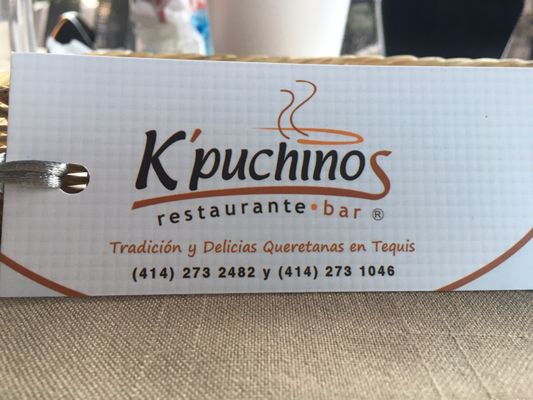 K'puchinos
restaurante•bar ®
Tradición y Delicias Queretanas en Tequis
(414) 273 2482 y (414) 273 1046